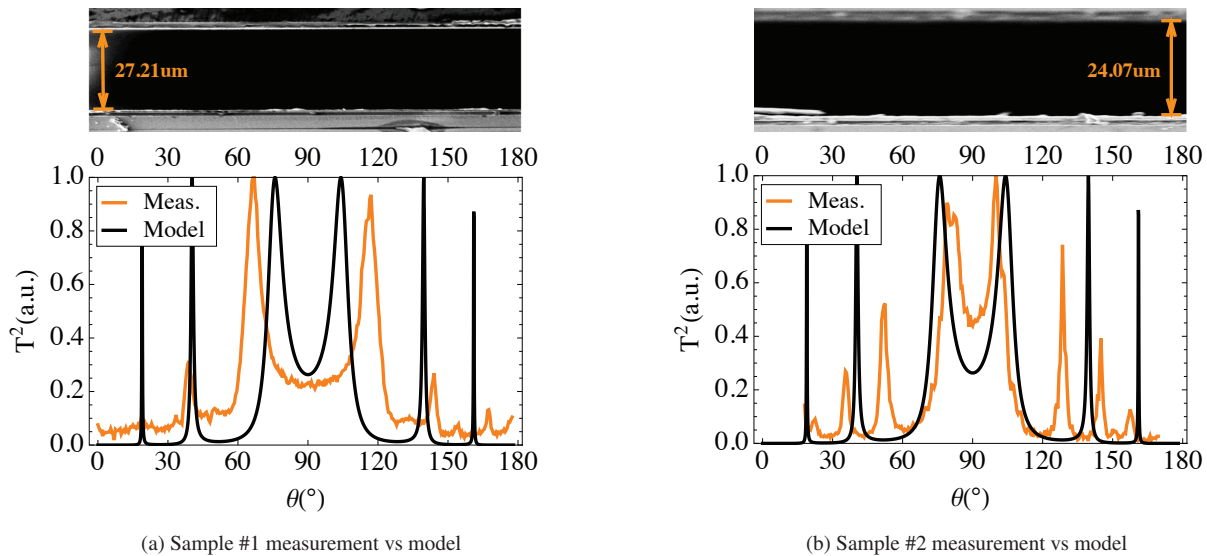 27.21um
24.07um
0 30 60 90 120 150 180
0 30 60 90 120 150 180
1.0
0.8
0.6
0.4
0.2
0.0
T²(a.u.)
Meas.
Model
0 30 60 90 120 150 180
θ(°)
1.0
0.8
0.6
0.4
0.2
0.0
T²(a.u.)
Meas.
Model
0 30 60 90 120 150 180
θ(°)
(a) Sample #1 measurement vs model
(b) Sample #2 measurement vs model